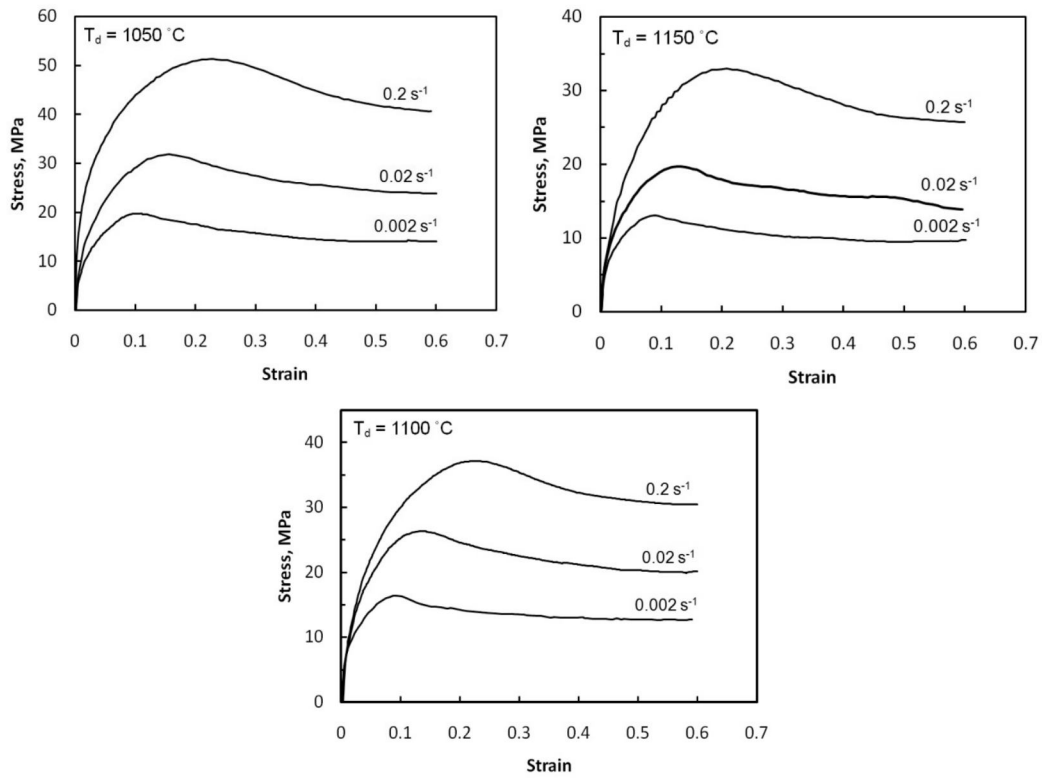 T_d = 1050 °C
60
50
40
30
20
10
0
Stress, MPa
0.2 s⁻¹
0.02 s⁻¹
0.002 s⁻¹
0 0.1 0.2 0.3 0.4 0.5 0.6 0.7
Strain
T_d = 1150 °C
40
30
20
10
0
Stress, MPa
0.2 s⁻¹
0.02 s⁻¹
0.002 s⁻¹
0 0.1 0.2 0.3 0.4 0.5 0.6 0.7
Strain
T_d = 1100 °C
40
30
20
10
0
Stress, MPa
0.2 s⁻¹
0.02 s⁻¹
0.002 s⁻¹
0 0.1 0.2 0.3 0.4 0.5 0.6 0.7
Strain